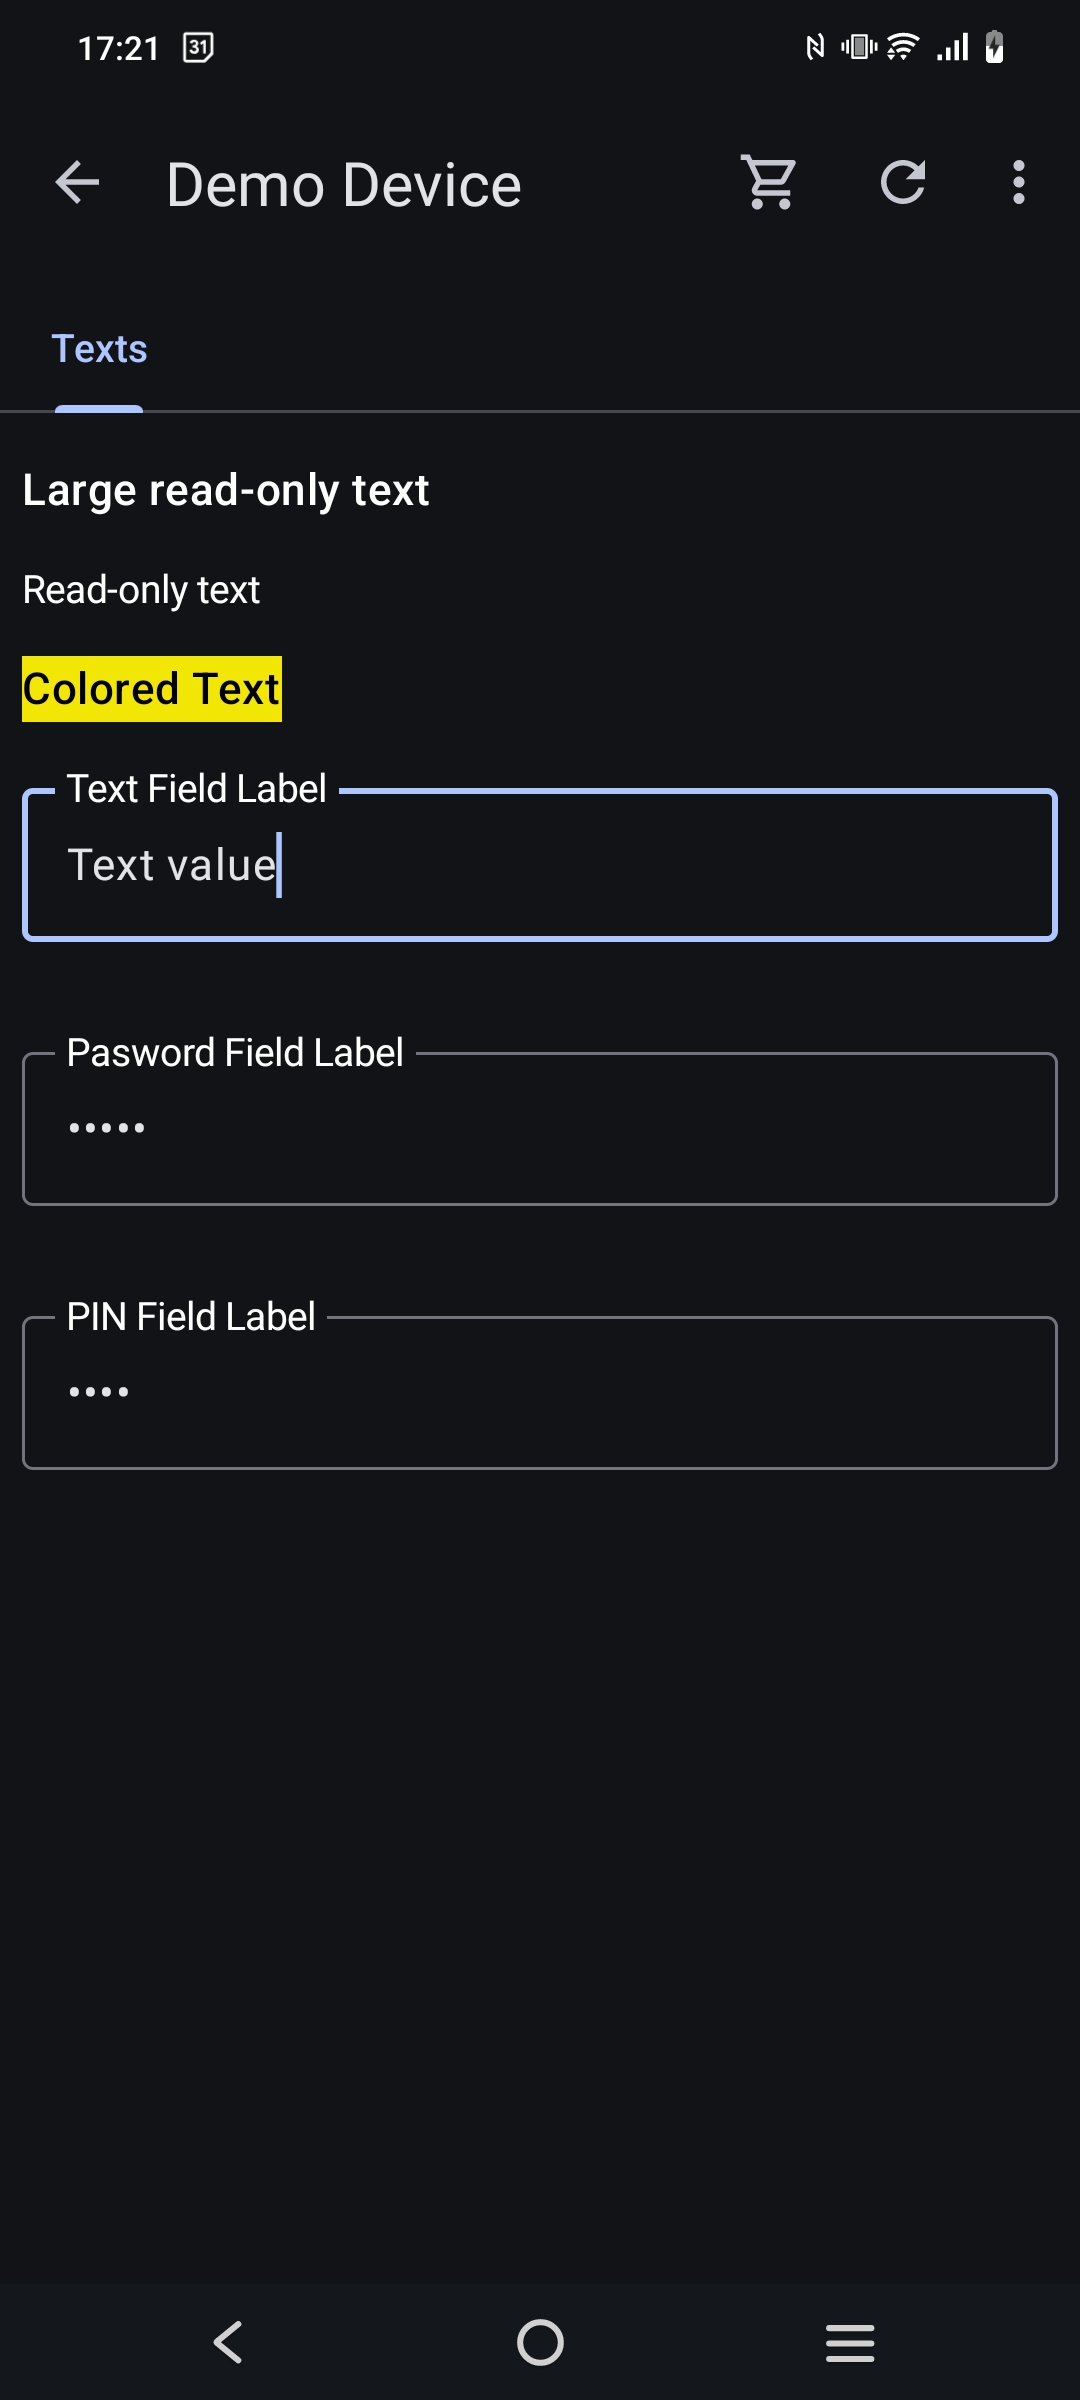 17:21 31
Demo Device
Texts
Large read-only text
Read-only text
Colored Text
Text Field Label
Text value
Pasword Field Label
•••••
PIN Field Label
••••